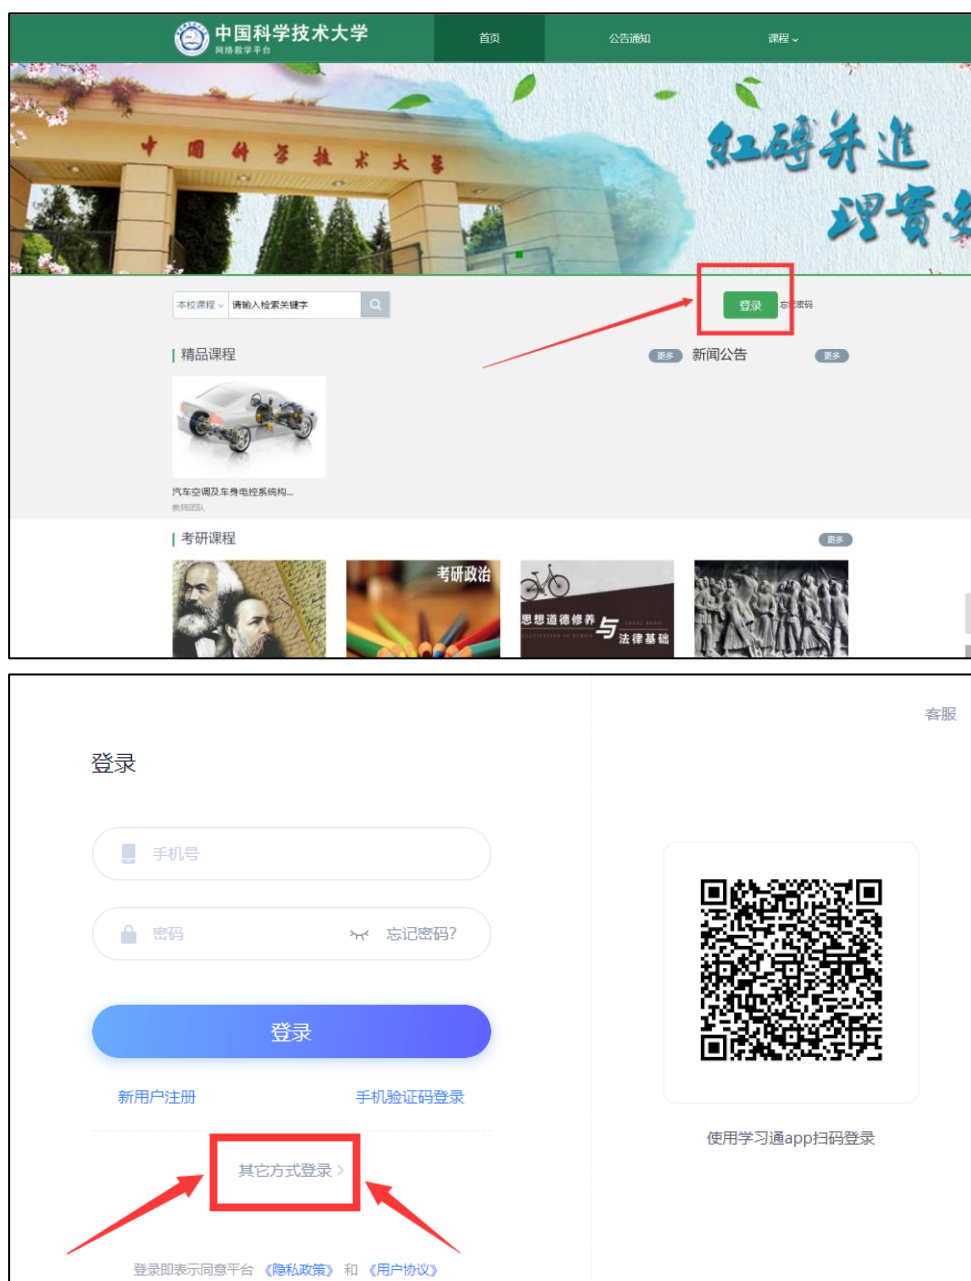 中国科学技术大学
网络教学平台
首页
公告通知
课程
中国科学技术大学
红砖并进
理实
本校课程
请输入检索关键字
登录
忘记密码
精品课程
更多
新闻公告
更多
汽车空调及车身电控系统构...
教师团队
考研课程
更多
考研政治
思想道德修养
与
法律基础
客服
登录
手机号
密码
忘记密码?
登录
新用户注册
手机验证码登录
使用学习通app扫码登录
其它方式登录
登录即表示同意平台 《隐私政策》 和 《用户协议》